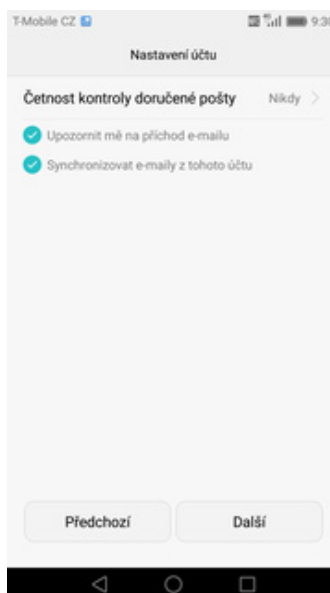 T-Mobile CZ 9:30
Nastavení účtu
Četnost kontroly doručené pošty Nikdy
Upozornit mě na příchod e-mailu
Synchronizovat e-maily z tohoto účtu
Předchozí Další